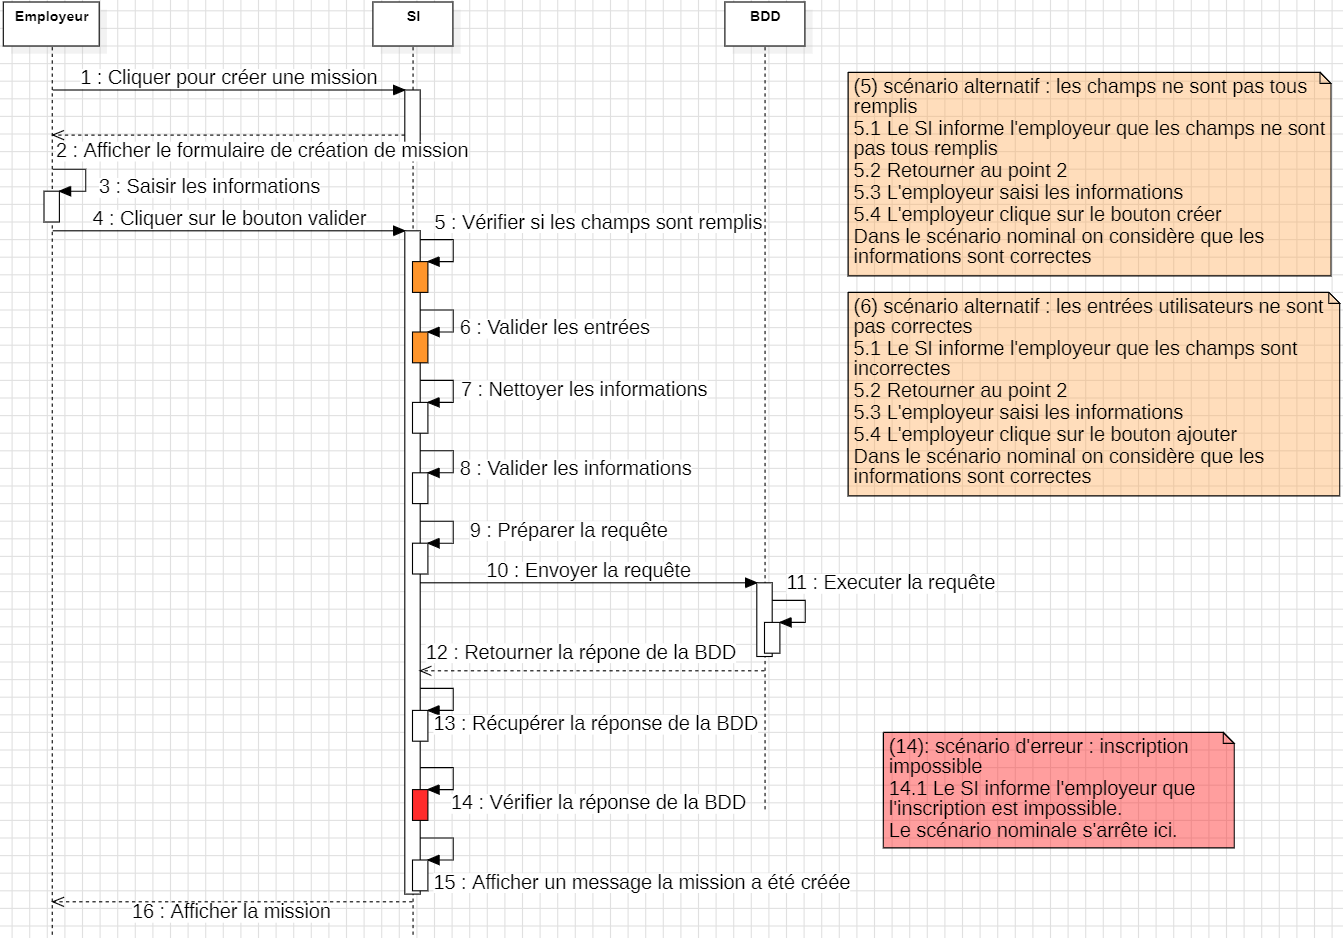 Employeur
SI
BDD
1 : Cliquer pour créer une mission
2 : Afficher le formulaire de création de mission
3 : Saisir les informations
4 : Cliquer sur le bouton valider
5 : Vérifier si les champs sont remplis
6 : Valider les entrées
7 : Nettoyer les informations
8 : Valider les informations
9 : Préparer la requête
10 : Envoyer la requête
11 : Executer la requête
12 : Retourner la répone de la BDD
13 : Récupérer la réponse de la BDD
14 : Vérifier la réponse de la BDD
15 : Afficher un message la mission a été créée
16 : Afficher la mission
(5) scénario alternatif : les champs ne sont pas tous
remplis
5.1 Le SI informe l'employeur que les champs ne sont
pas tous remplis
5.2 Retourner au point 2
5.3 L'employeur saisi les informations
5.4 L'employeur clique sur le bouton créer
Dans le scénario nominal on considère que les
informations sont correctes
(6) scénario alternatif : les entrées utilisateurs ne sont
pas correctes
5.1 Le SI informe l'employeur que les champs sont
incorrectes
5.2 Retourner au point 2
5.3 L'employeur saisi les informations
5.4 L'employeur clique sur le bouton ajouter
Dans le scénario nominal on considère que les
informations sont correctes
(14): scénario d'erreur : inscription
impossible
14.1 Le SI informe l'employeur que
l'inscription est impossible.
Le scénario nominale s'arrête ici.